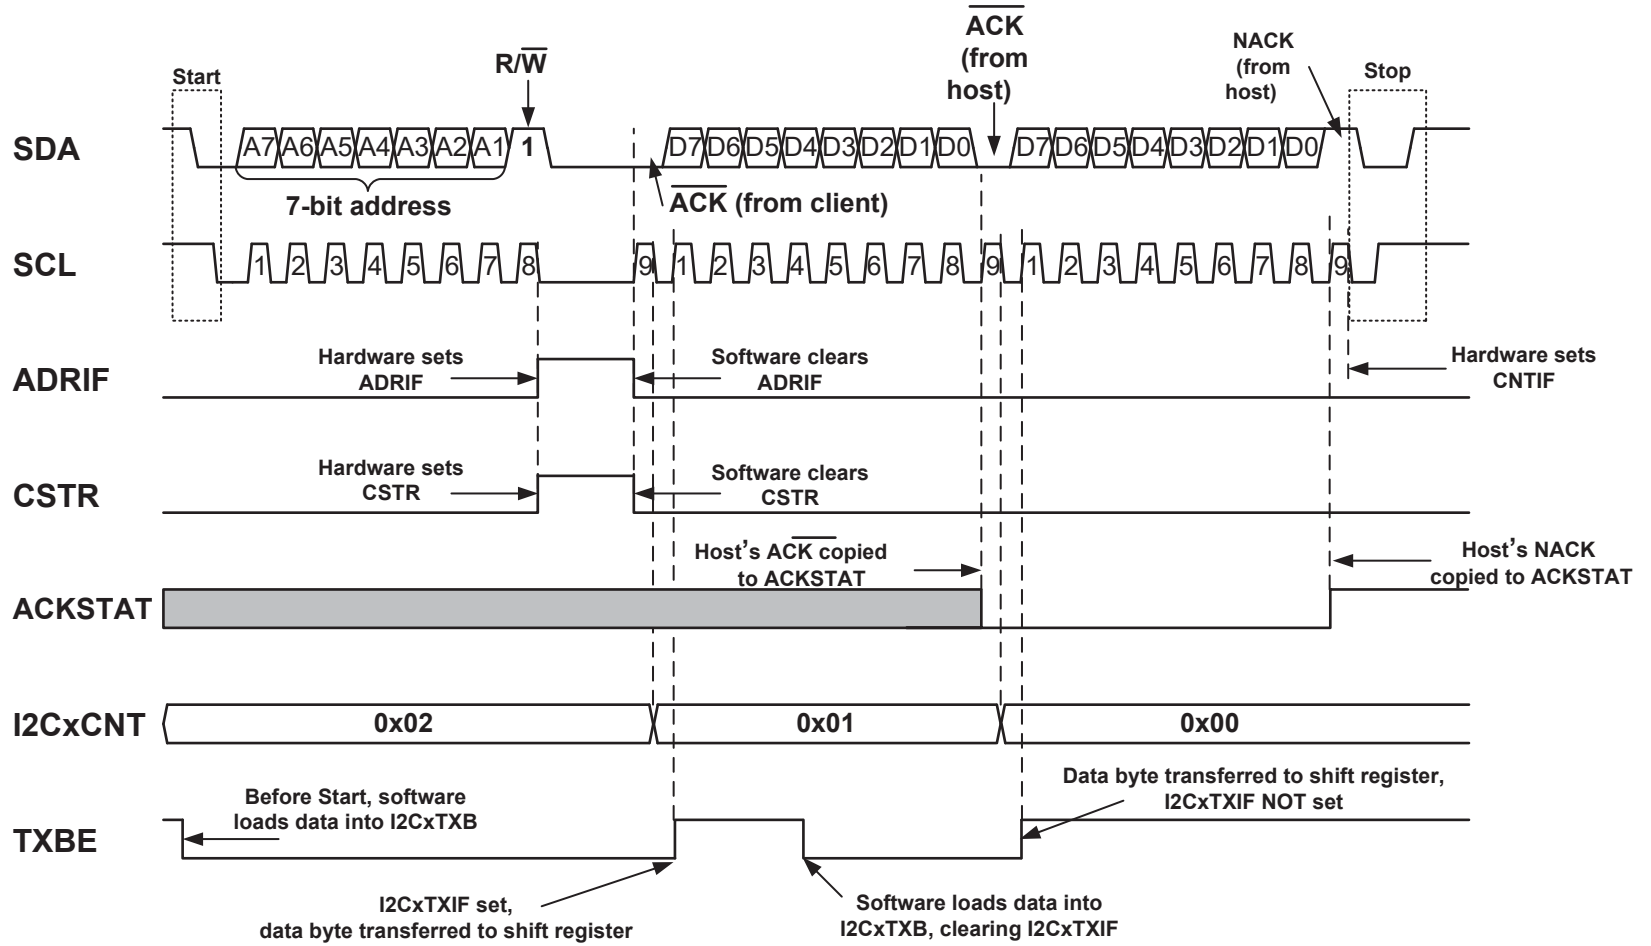 ACK
(from
host)
NACK
(from
host)
R/W
Start
Stop
SDA
A7 A6 A5 A4 A3 A2 A1 1
D7 D6 D5 D4 D3 D2 D1 D0
D7 D6 D5 D4 D3 D2 D1 D0
7-bit address
ACK (from client)
SCL
1 2 3 4 5 6 7 8 9 1 2 3 4 5 6 7 8 9 1 2 3 4 5 6 7 8 9
ADRIF
Hardware sets
ADRIF
Software clears
ADRIF
Hardware sets
CNTIF
CSTR
Hardware sets
CSTR
Software clears
CSTR
Host's ACK copied
to ACKSTAT
Host's NACK
copied to ACKSTAT
ACKSTAT
I2CxCNT
0x02
0x01
0x00
TXBE
Before Start, software
loads data into I2CxTXB
Data byte transferred to shift register,
I2CxTXIF NOT set
I2CxTXIF set,
data byte transferred to shift register
Software loads data into
I2CxTXB, clearing I2CxTXIF